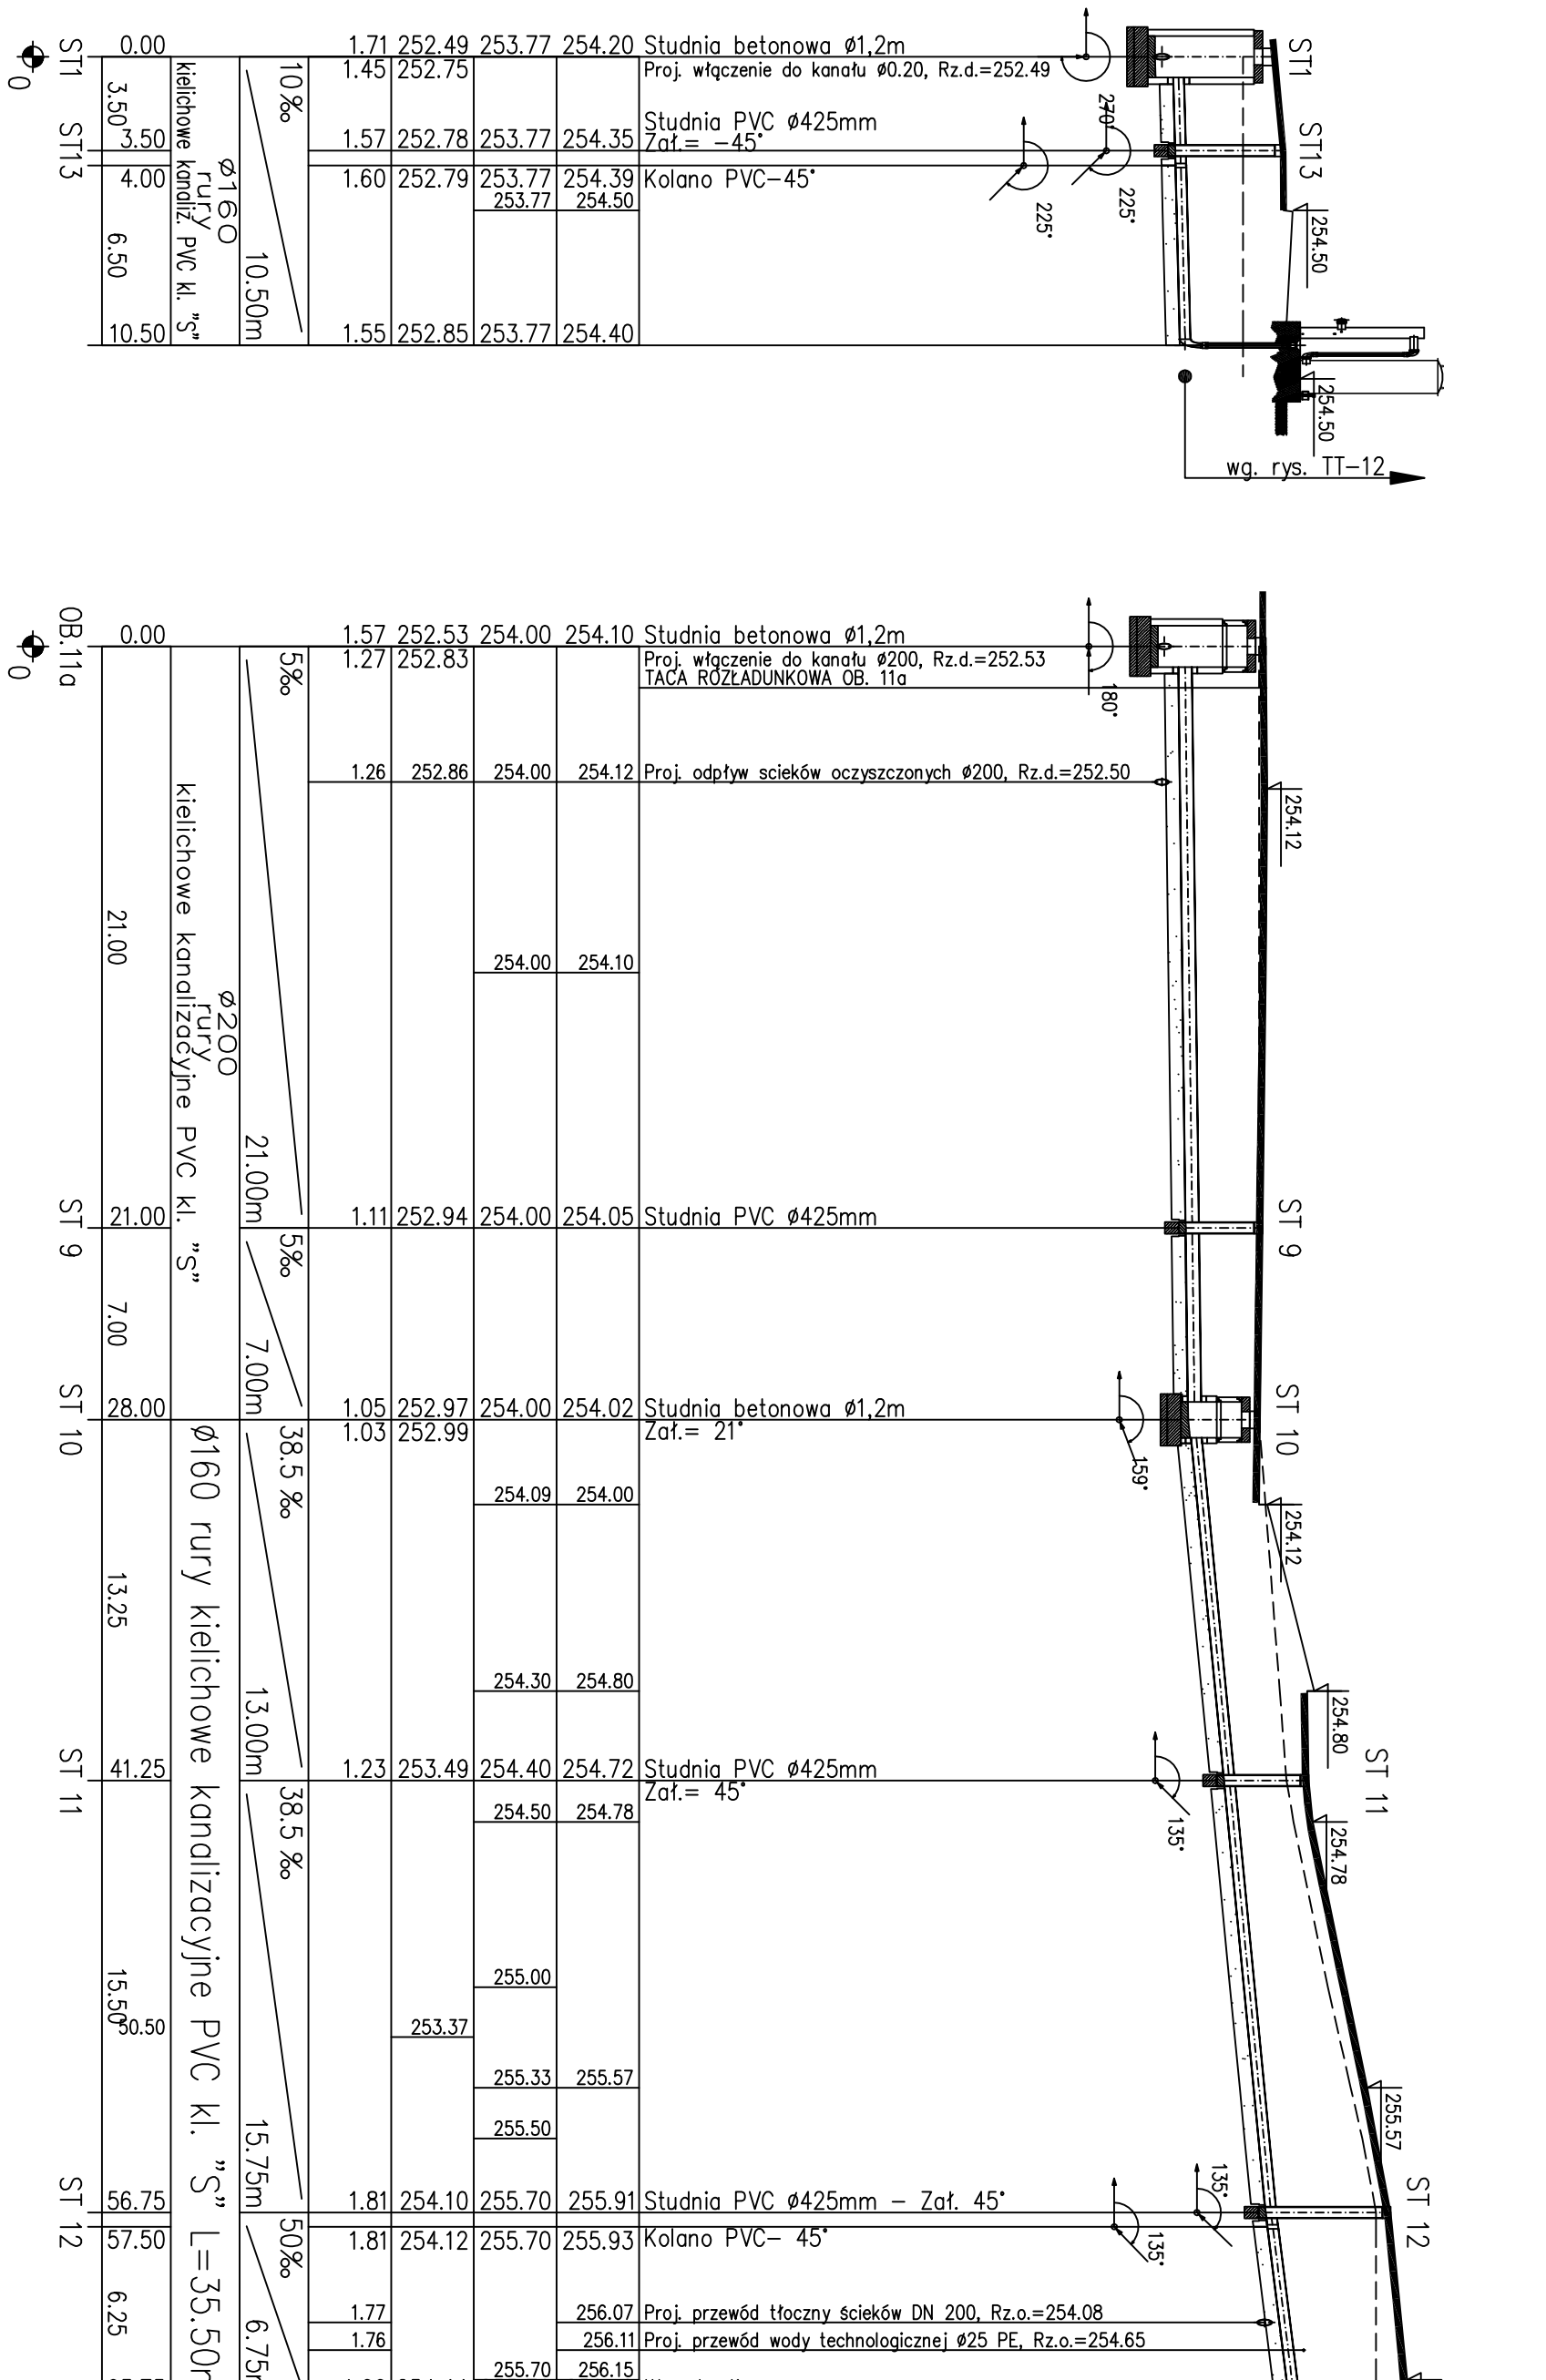 ST1
0.00
1.71 252.49 253.77 254.20 Studnia betonowa ø1,2m
1.45 252.75
Proj. włączenie do kanału ø0.20, Rz.d.=252.49
ST1
10‰
3.50
ST13
3.50
1.57 252.78 253.77 254.35
Studnia PVC ø425mm
Zał.= -45°
270°
225°
ST13
4.00
1.60 252.79 253.77 254.39 Kolano PVC-45°
225°
253.77 254.50
254.50
kielichowe kanaliz. PVC kl. "S"
rury
ø160
10.50m
6.50
10.50
1.55 252.85 253.77 254.40
254.50
wg. rys. TT-12
0
OB.11a
0.00
1.57 252.53 254.00 254.10 Studnia betonowa ø1,2m
1.27 252.83
Proj. włączenie do kanału ø200, Rz.d.=252.53
TACA ROZŁADUNKOWA OB. 11a
180°
0
5‰
1.26 252.86 254.00 254.12 Proj. odpływ scieków oczyszczonych ø200, Rz.d.=252.50
254.12
21.00
254.00 254.10
kielichowe kanalizacyjne PVC kl. "S"
rury
ø200
21.00m
ST 9
21.00
1.11 252.94 254.00 254.05 Studnia PVC ø425mm
ST 9
5‰
7.00
7.00m
ST 10
28.00
1.05 252.97 254.00 254.02 Studnia betonowa ø1,2m
1.03 252.99
Zał.= 21°
159°
ST 10
38.5 ‰
254.09 254.00
254.12
13.25
254.30 254.80
254.80
13.00m
ST 11
41.25
1.23 253.49 254.40 254.72 Studnia PVC ø425mm
Zał.= 45°
135°
ST 11
38.5 ‰
254.50 254.78
254.78
255.00
15.50
50.50
253.37
255.33 255.57
255.57
255.50
15.75m
ø160 rury kielichowe kanalizacyjne PVC kl. "S" L=35.50m
ST 12
56.75
1.81 254.10 255.70 255.91 Studnia PVC ø425mm - Zał. 45°
135°
ST 12
57.50
1.81 254.12 255.70 255.93 Kolano PVC- 45°
135°
50‰
6.25
6.75m
1.77 256.07 Proj. przewód tłoczny ścieków DN 200, Rz.o.=254.08
1.76 256.11 Proj. przewód wody technologicznej ø25 PE, Rz.o.=254.65
255.70 256.15